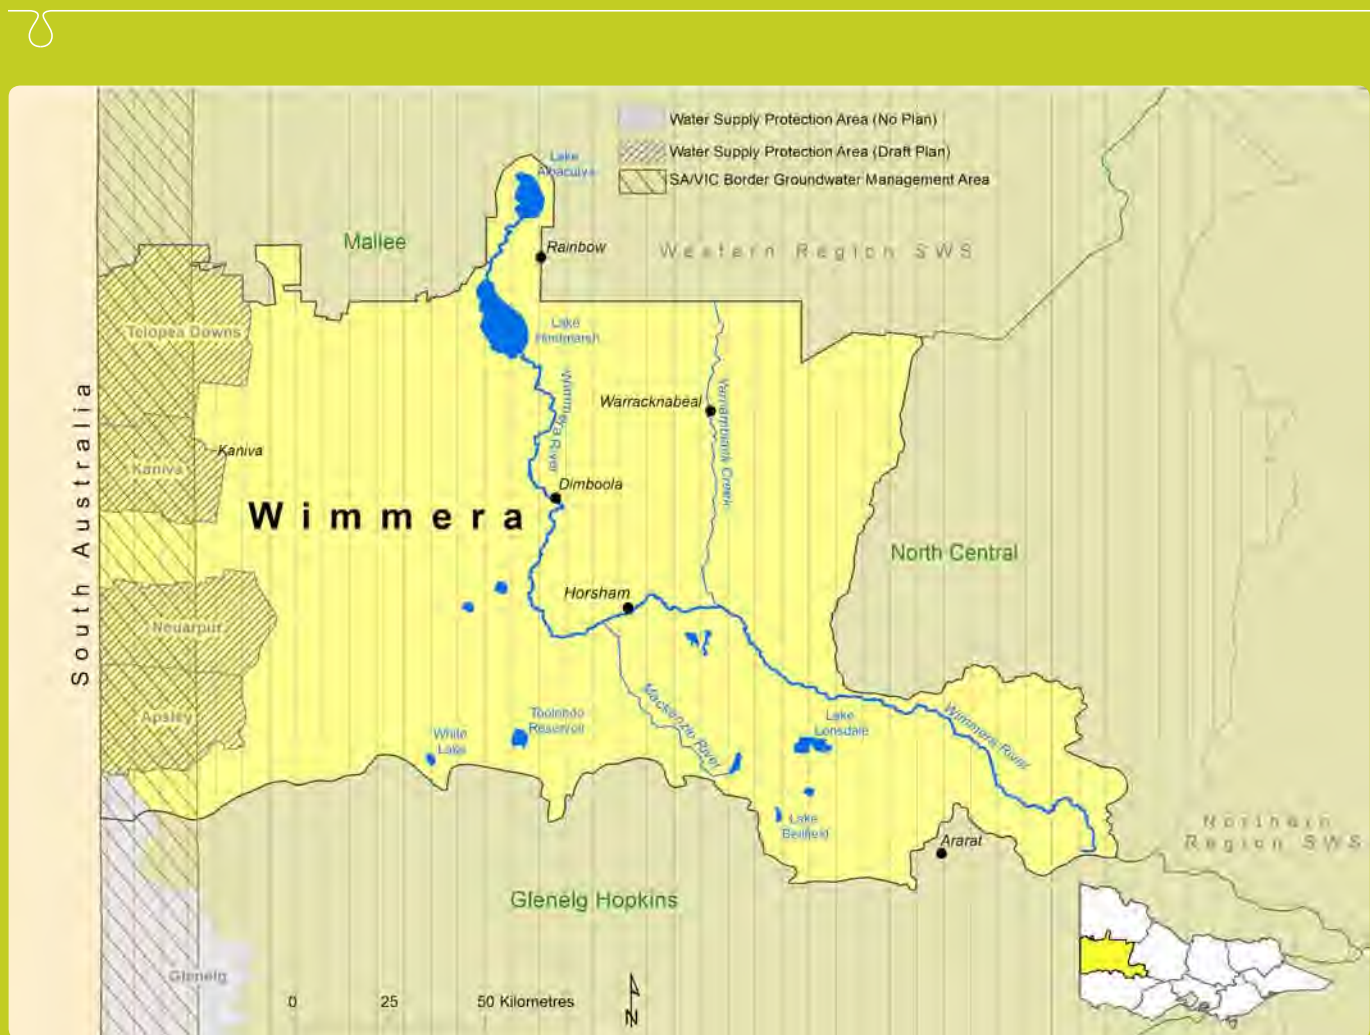 Water Supply Protection Area (No Plan)
Water Supply Protection Area (Draft Plan)
SA/VIC Border Groundwater Management Area
Lake
Albacutya
Mallee
Rainbow
Western Region SWS
Telopea Downs
Lake
Hindmarsh
South Australia
Wimmera River
Warracknabeal
Yarriambiack Creek
Kaniva
Kaniva
Dimboola
Wimmera
North Central
Horsham
Neuarpur
Mackenzie River
Apsley
Toolondo
Reservoir
White
Lake
Lake
Lonsdale
Wimmera River
Lake
Bellfield
Ararat
Northern
Region SWS
Glenelg Hopkins
Glenelg
0 25 50 Kilometres
N